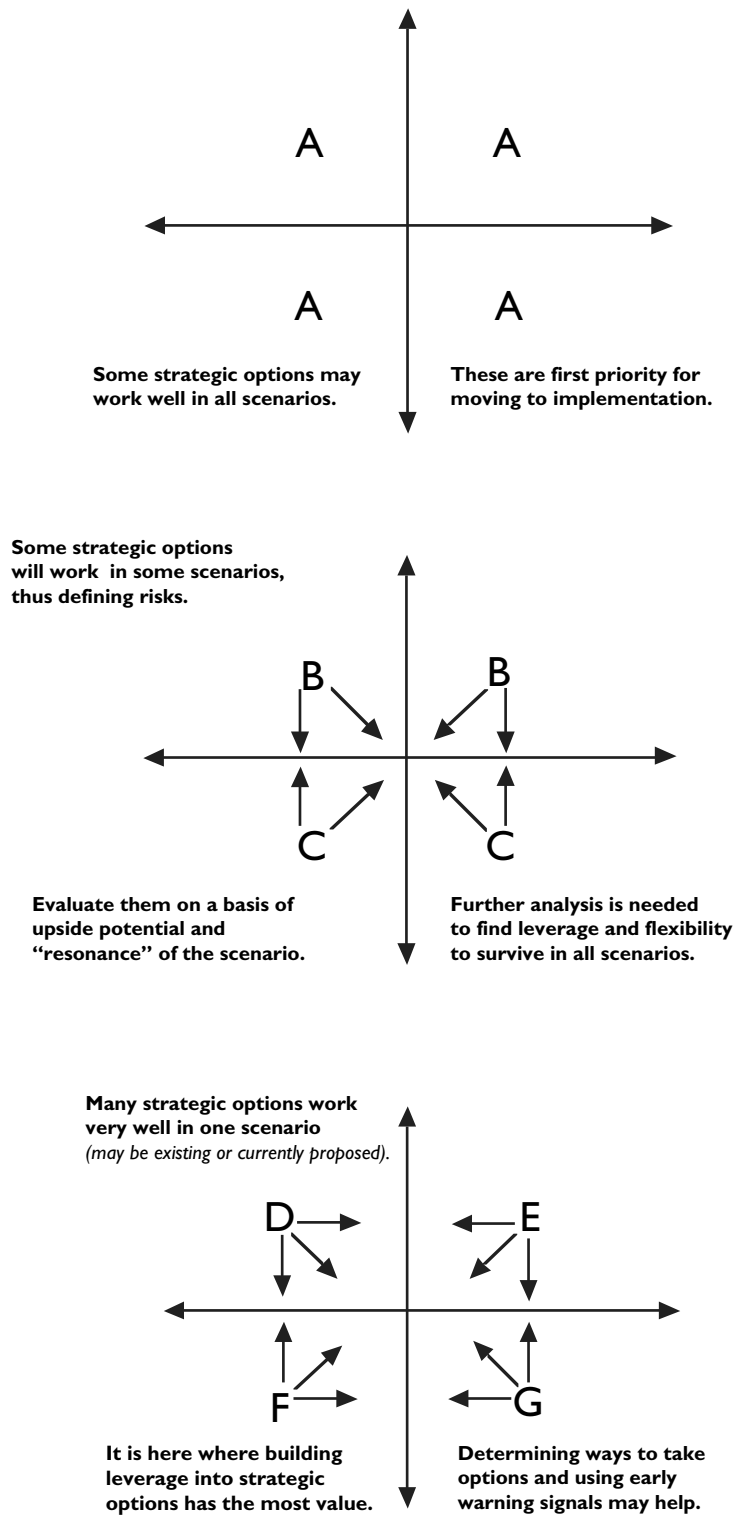 A
A
A
A
Some strategic options may
work well in all scenarios.
These are first priority for
moving to implementation.
Some strategic options
will work  in some scenarios,
thus defining risks.
B
B
C
C
Evaluate them on a basis of
upside potential and
“resonance” of the scenario.
Further analysis is needed
to find leverage and flexibility
to survive in all scenarios.
Many strategic options work
very well in one scenario
(may be existing or currently proposed).
D
E
F
G
It is here where building
leverage into strategic
options has the most value.
Determining ways to take
options and using early
warning signals may help.